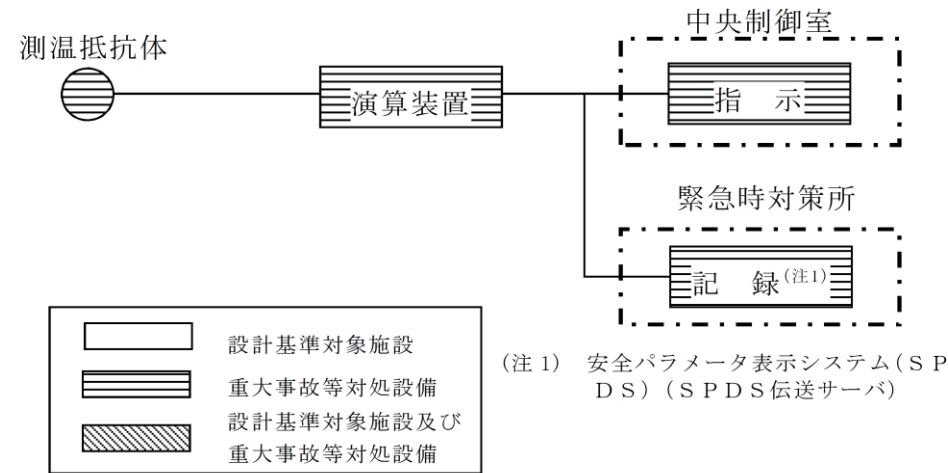 中央制御室
測温抵抗体
演算装置
指　示
緊急時対策所
記　録(注1)
設計基準対象施設
重大事故等対処設備
設計基準対象施設及び
重大事故等対処設備
(注 1)　安全パラメータ表示システム(ＳＰ
ＤＳ)(ＳＰＤＳ伝送サーバ)